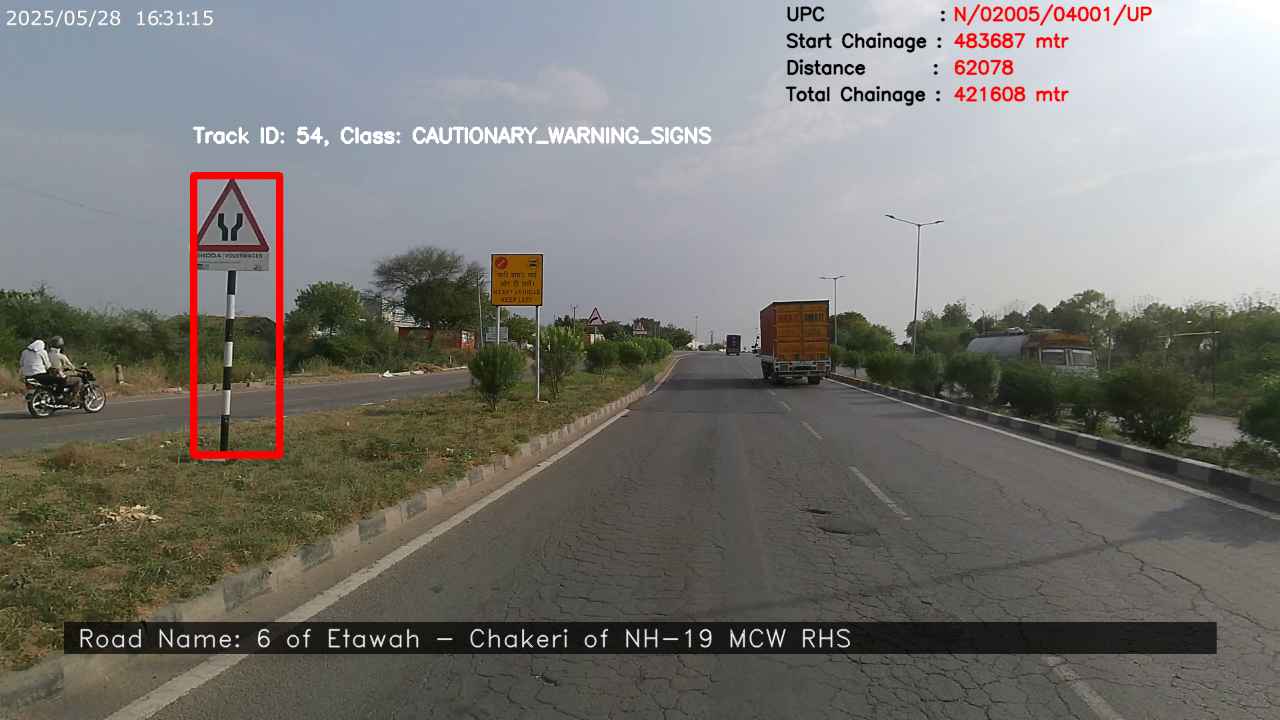 2025/05/28 16:31:15
UPC : N/02005/04001/UP
Start Chainage : 483687 mtr
Distance : 62078
Total Chainage : 421608 mtr
Track ID: 54, Class: CAUTIONARY_WARNING_SIGNS
HEAVY VEHICLE
KEEP LEFT
Road Name: 6 of Etawah - Chakeri of NH-19 MCW RHS